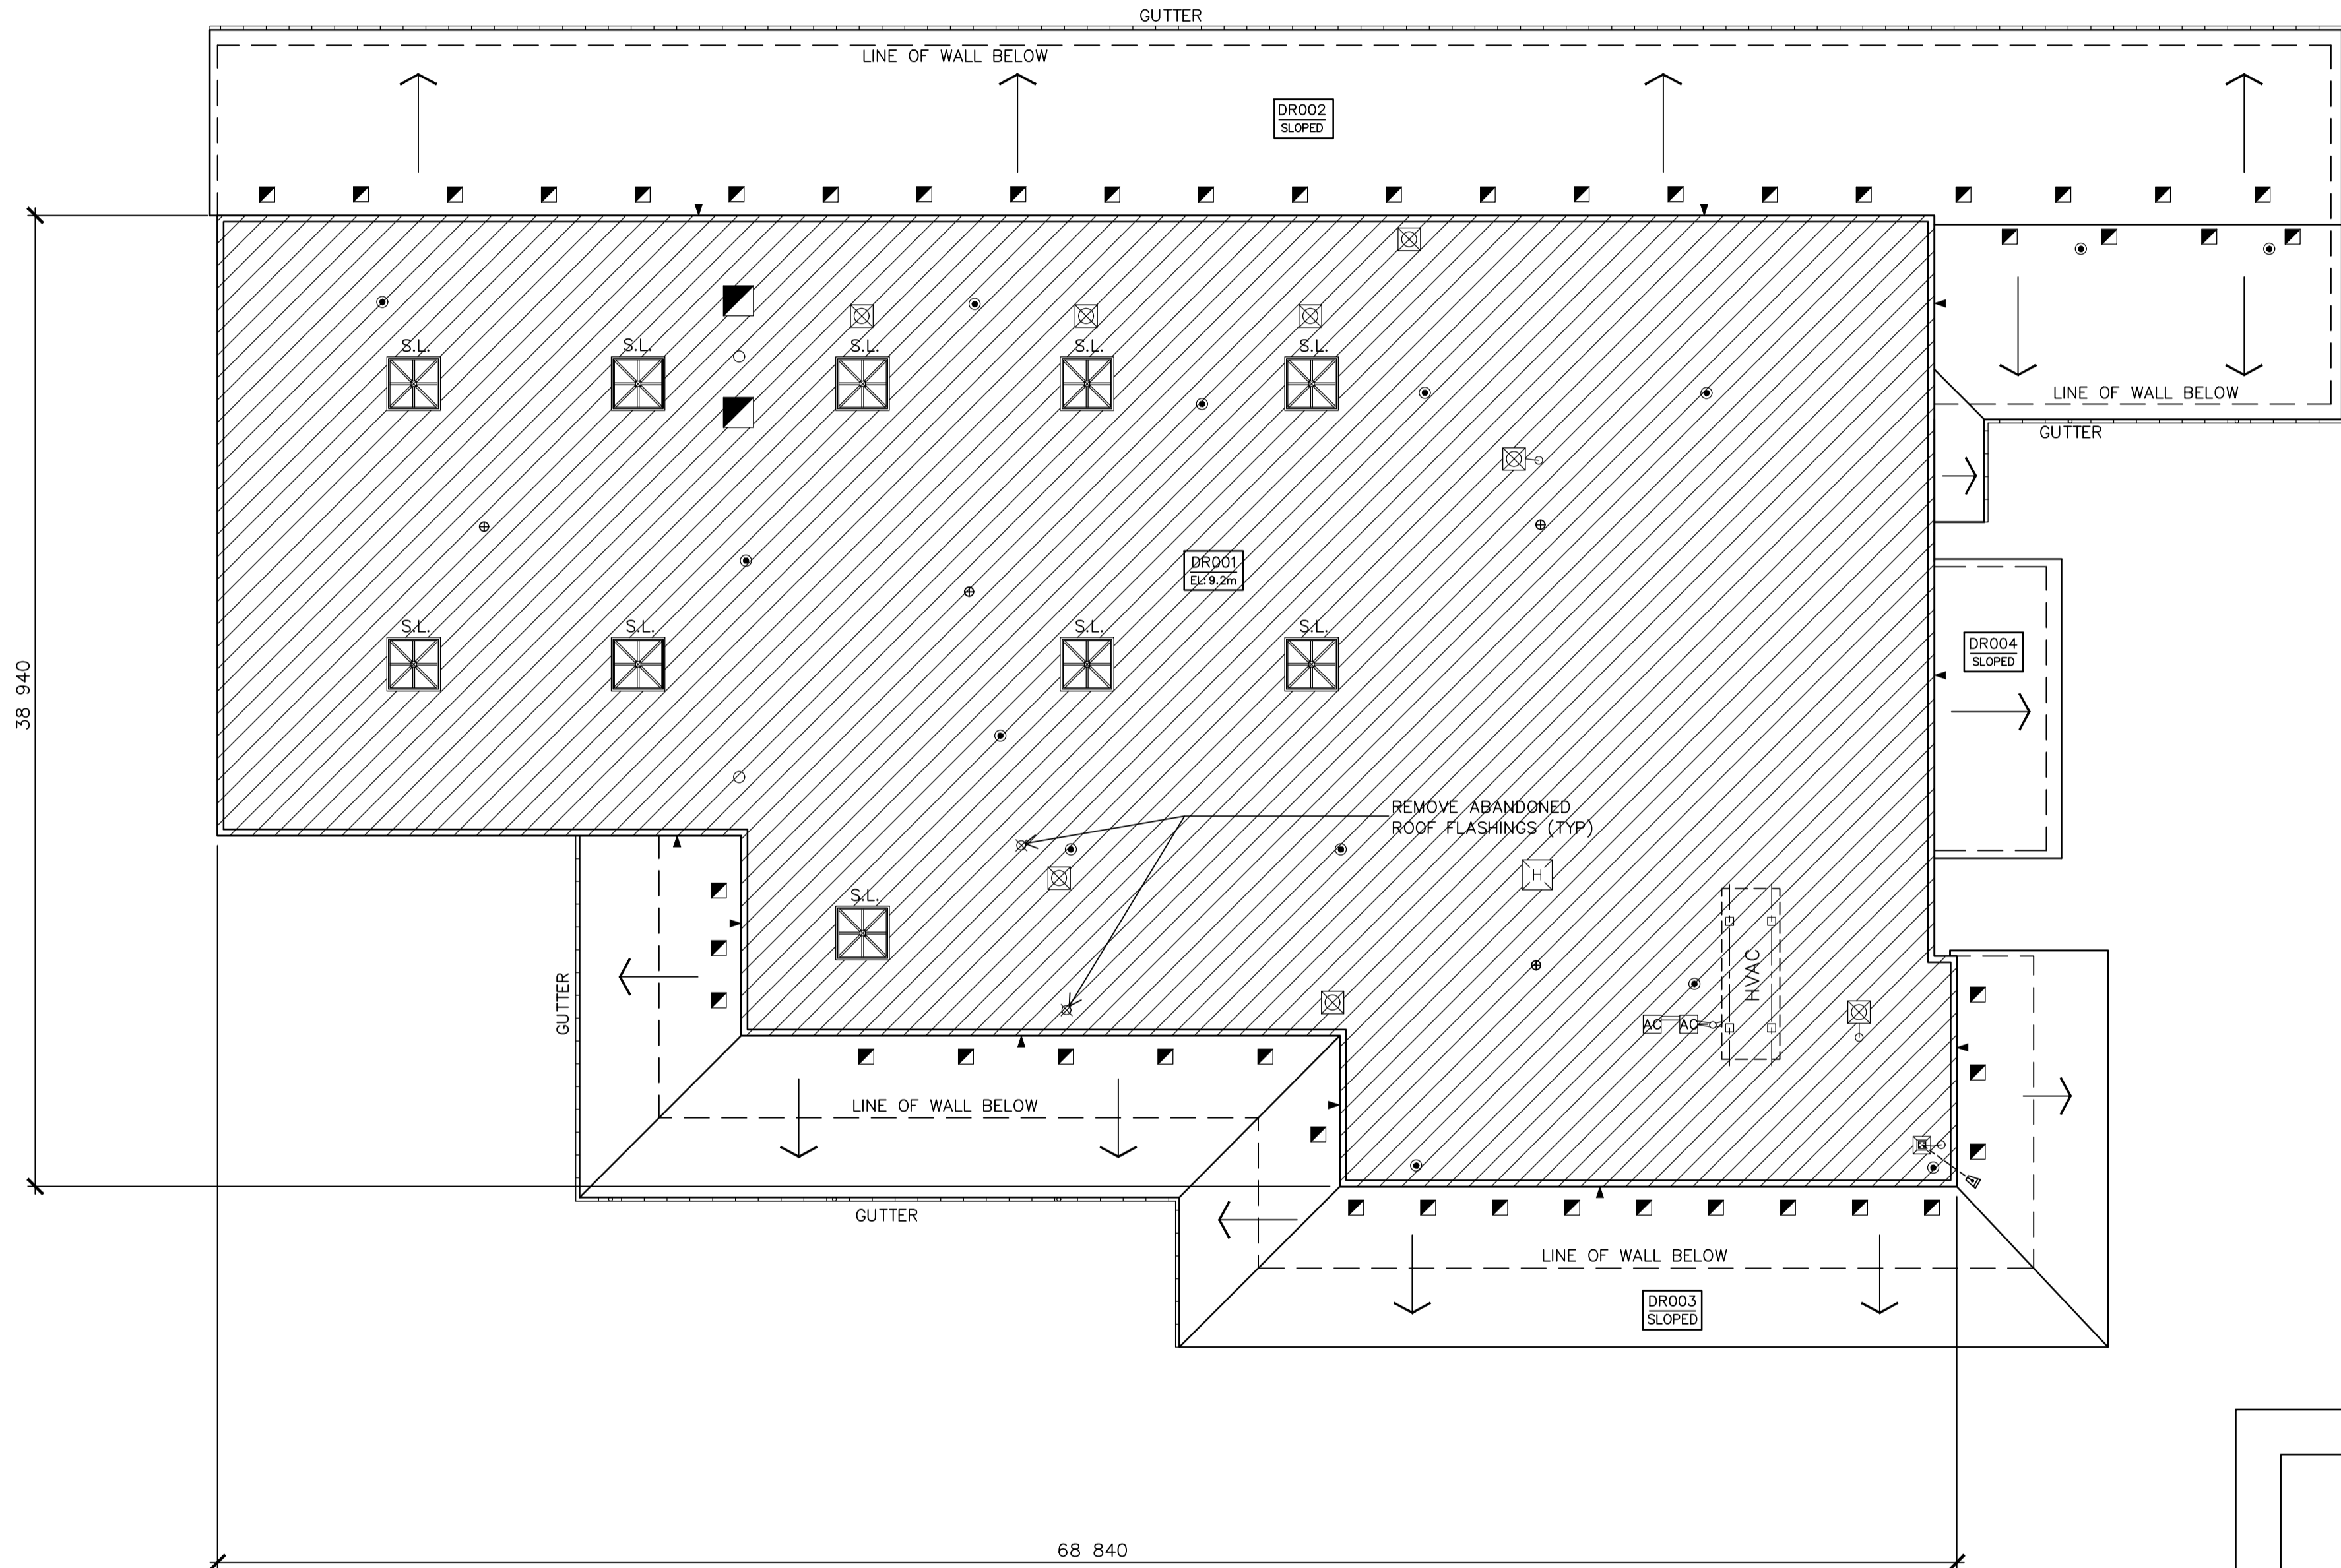 GUTTER
LINE OF WALL BELOW
DR002
SLOPED
S.L.
S.L.
S.L.
S.L.
S.L.
LINE OF WALL BELOW
GUTTER
DR001
EL: 9.2m
S.L.
S.L.
S.L.
S.L.
DR004
SLOPED
38 940
REMOVE ABANDONED
ROOF FLASHINGS (TYP)
H
S.L.
HVAC
GUTTER
AC
AC
LINE OF WALL BELOW
GUTTER
LINE OF WALL BELOW
DR003
SLOPED
68 840